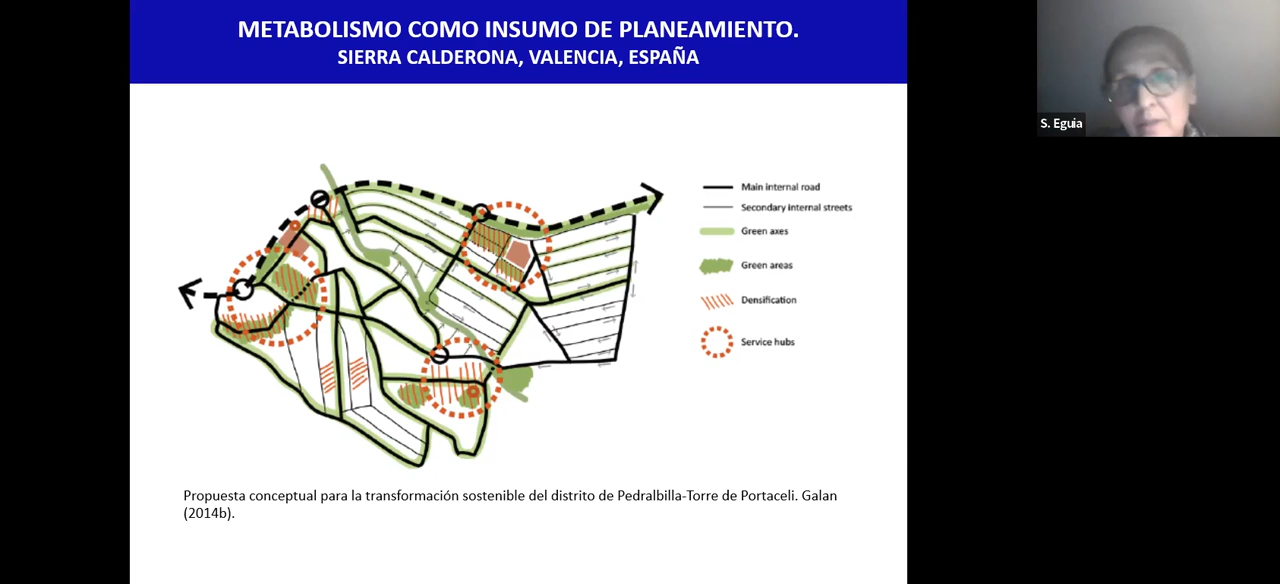 METABOLISMO COMO INSUMO DE PLANEAMIENTO.
SIERRA CALDERONA, VALENCIA, ESPAÑA
S. Eguia
Main internal road
Secondary internal streets
Green axes
Green areas
Densification
Service hubs
Propuesta conceptual para la transformación sostenible del distrito de Pedralbilla-Torre de Portaceli. Galan
(2014b).